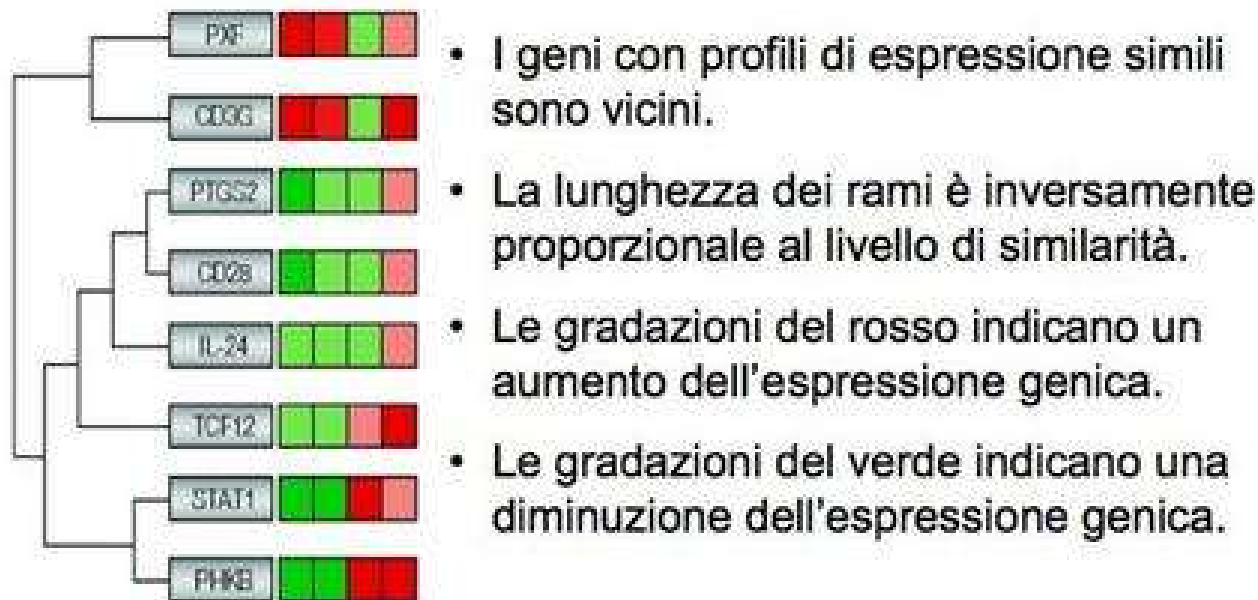 PXF
CD3G
PTGS2
CD28
IL-24
TCF12
STAT1
PHKB
• I geni con profili di espressione simili
sono vicini.
• La lunghezza dei rami è inversamente
proporzionale al livello di similarità.
• Le gradazioni del rosso indicano un
aumento dell'espressione genica.
• Le gradazioni del verde indicano una
diminuzione dell'espressione genica.